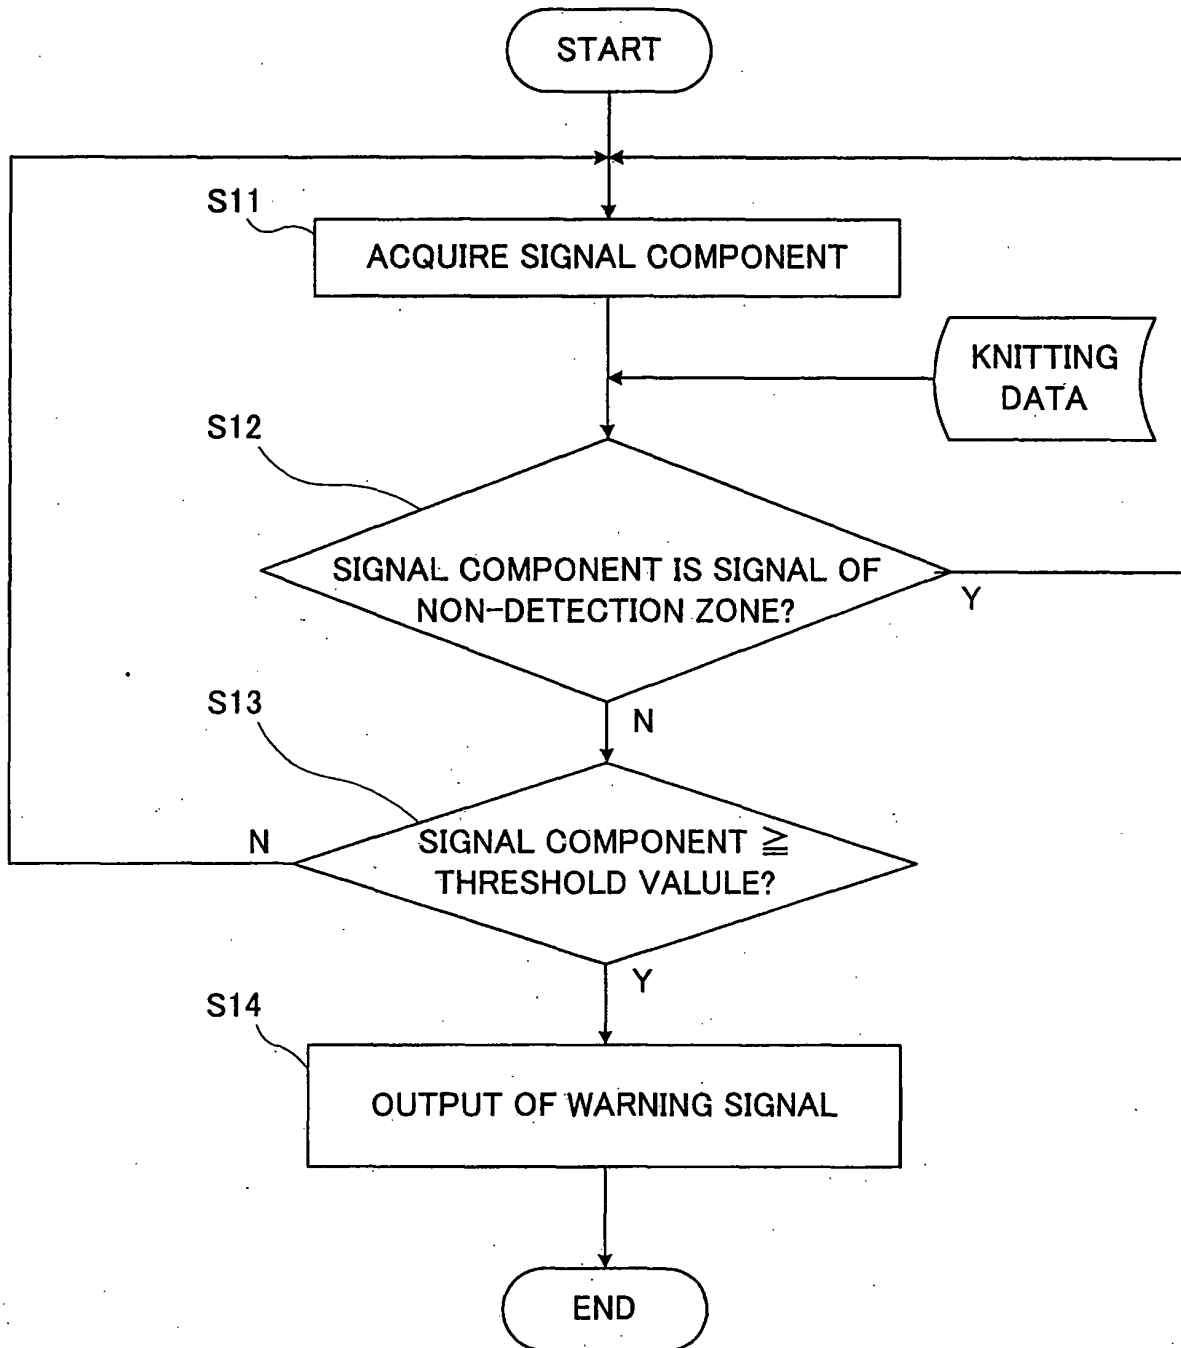 START
S11
ACQUIRE SIGNAL COMPONENT
KNITTING
DATA
S12
SIGNAL COMPONENT IS SIGNAL OF
NON-DETECTION ZONE?
Y
N
S13
N
SIGNAL COMPONENT ≧
THRESHOLD VALULE?
Y
S14
OUTPUT OF WARNING SIGNAL
END